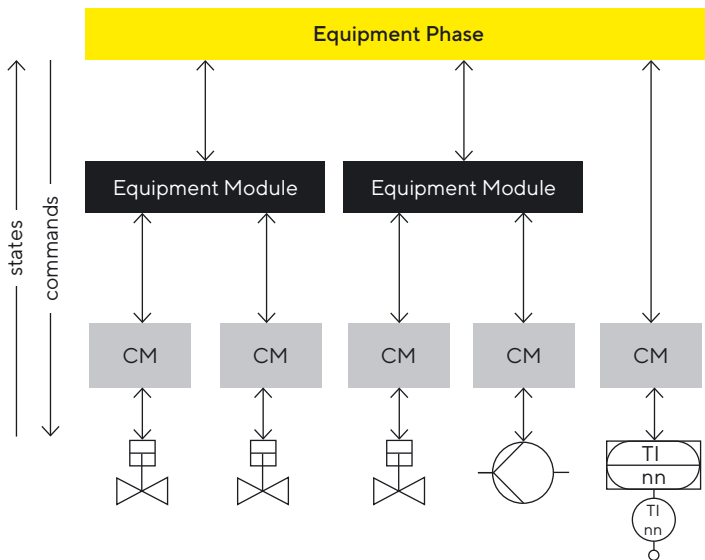 Equipment Phase
states
commands
Equipment Module
Equipment Module
CM
CM
CM
CM
CM
TI
nn
TI
nn